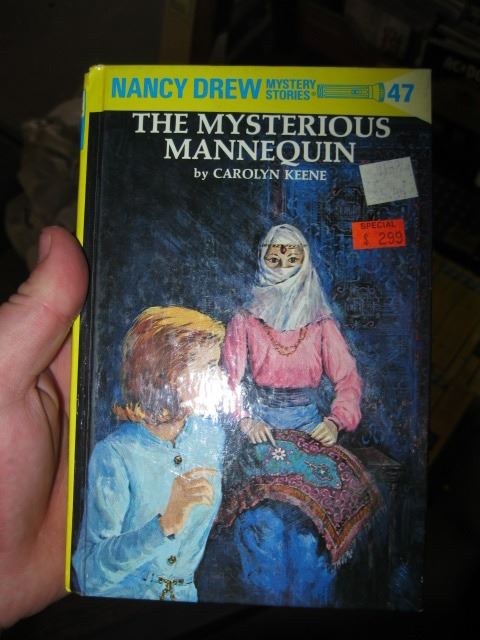 NANCY DREW MYSTERY STORIES® 47
THE MYSTERIOUS
MANNEQUIN
by CAROLYN KEENE
SPECIAL
$ 2.99